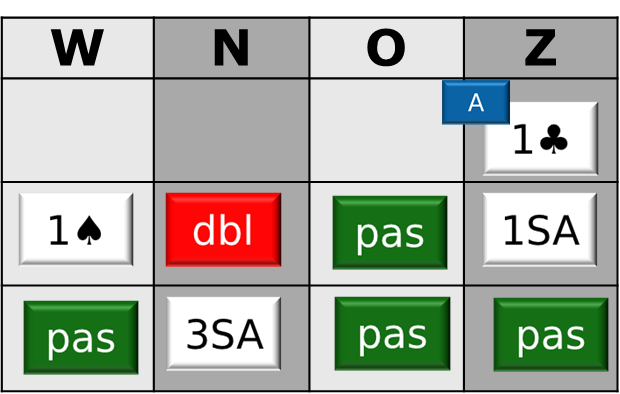 W N O Z
A
1♣
1♠ dbl pas 1SA
pas 3SA pas pas